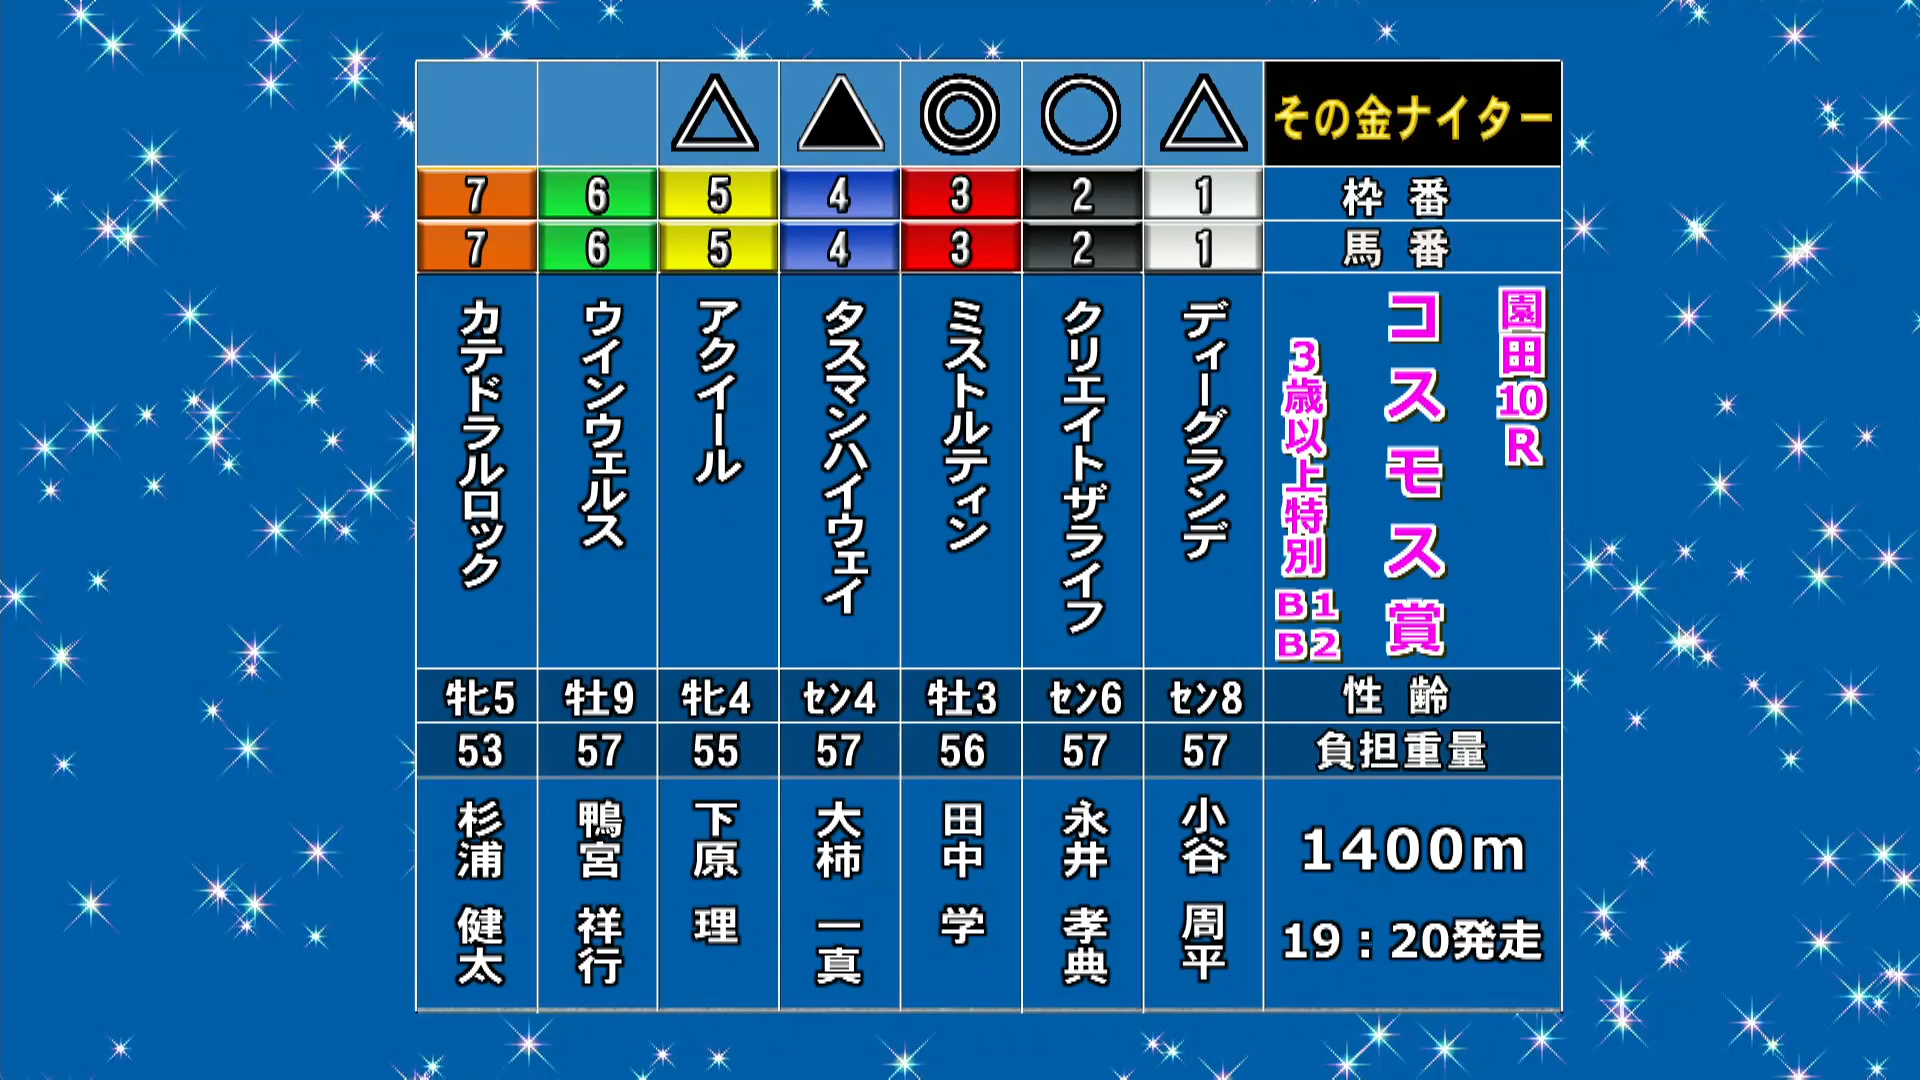 その金ナイター
枠番
馬番
園田10R
コスモス賞
3歳以上特別
B1
B2
性齢
負担重量
1400m
19：20発走
△
1
1
ディーグランデ
セン8
57
小谷 周平
○
2
2
クリエイトザライフ
セン6
57
永井 孝典
◎
3
3
ミストルティン
牡3
56
田中 学
▲
4
4
タスマンハイウェイ
セン4
57
大柿 一真
△
5
5
アクイール
牝4
55
下原 理
6
6
ウインウェルス
牡9
57
鴨宮 祥行
7
7
カテドラルロック
牝5
53
杉浦 健太